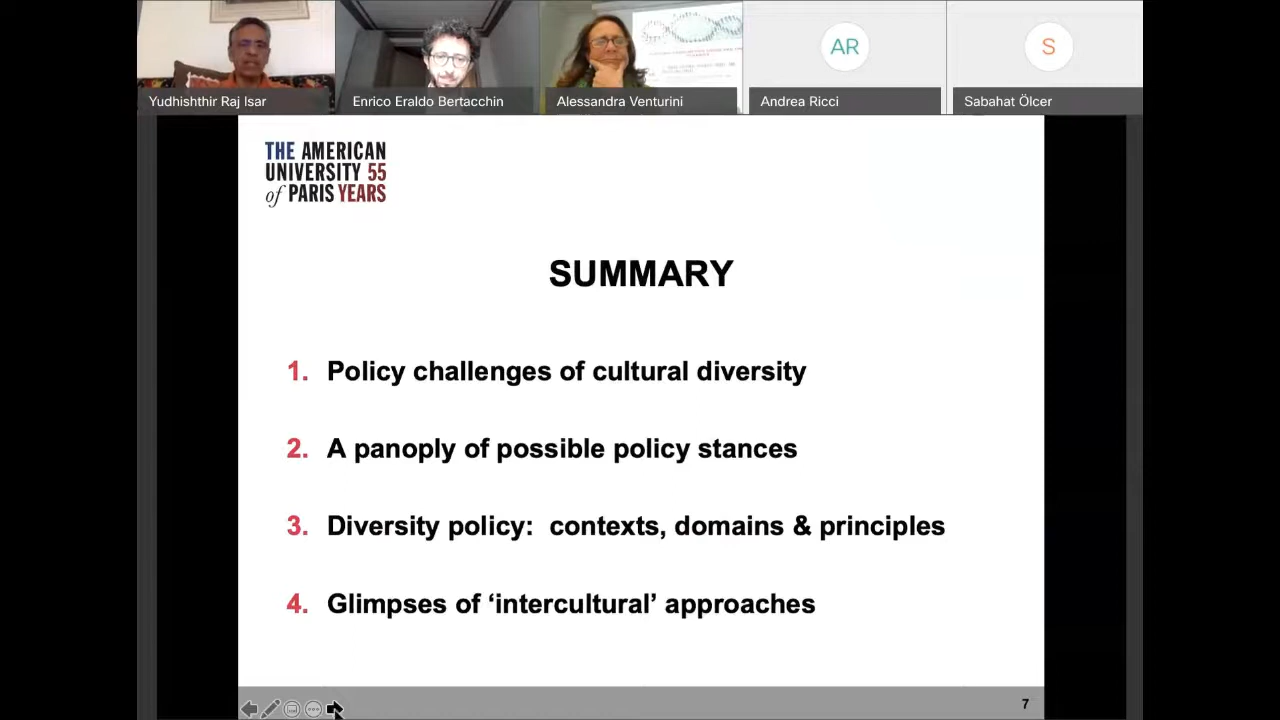 Yudhishthir Raj Isar
Enrico Eraldo Bertacchin
Alessandra Venturini
AR
Andrea Ricci
S
Sabahat Ölcer
THE AMERICAN
UNIVERSITY 55
of PARIS YEARS
SUMMARY
1. Policy challenges of cultural diversity
2. A panoply of possible policy stances
3. Diversity policy: contexts, domains & principles
4. Glimpses of ‘intercultural’ approaches
7